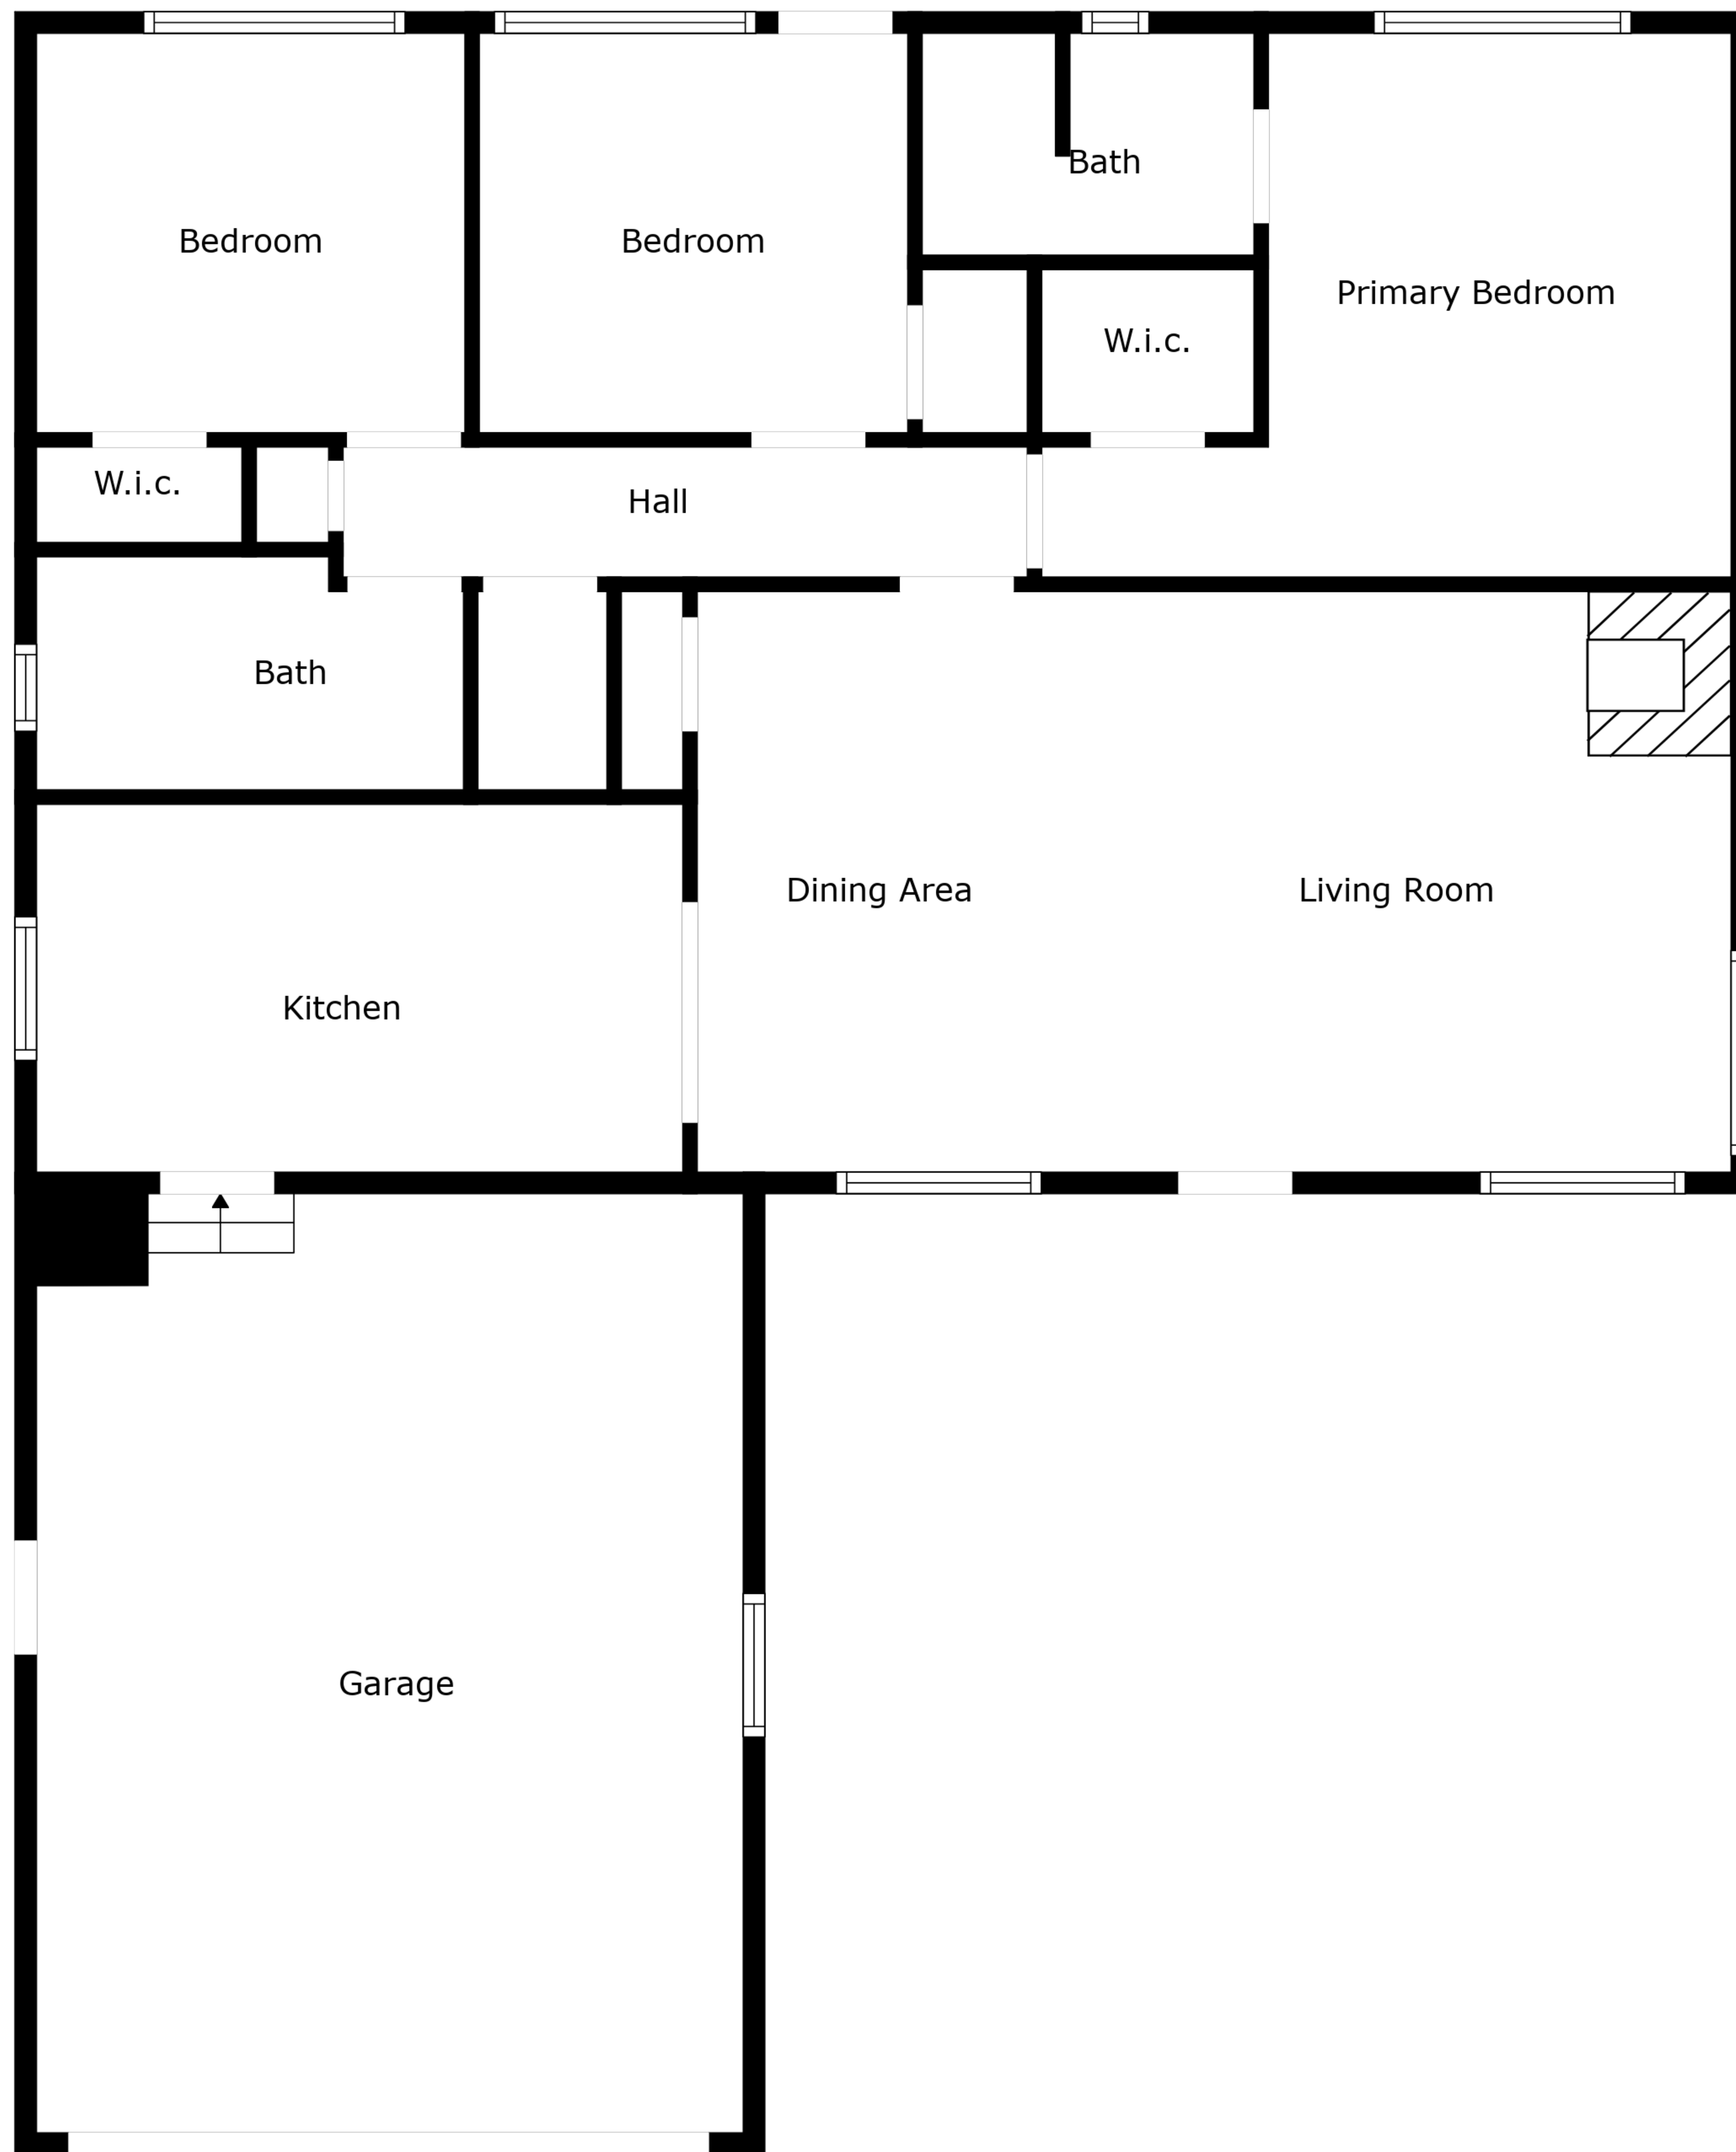 Bath
Bedroom
Bedroom
Primary Bedroom
W.i.c.
W.i.c.
Hall
Bath
Dining Area
Living Room
Kitchen
Garage